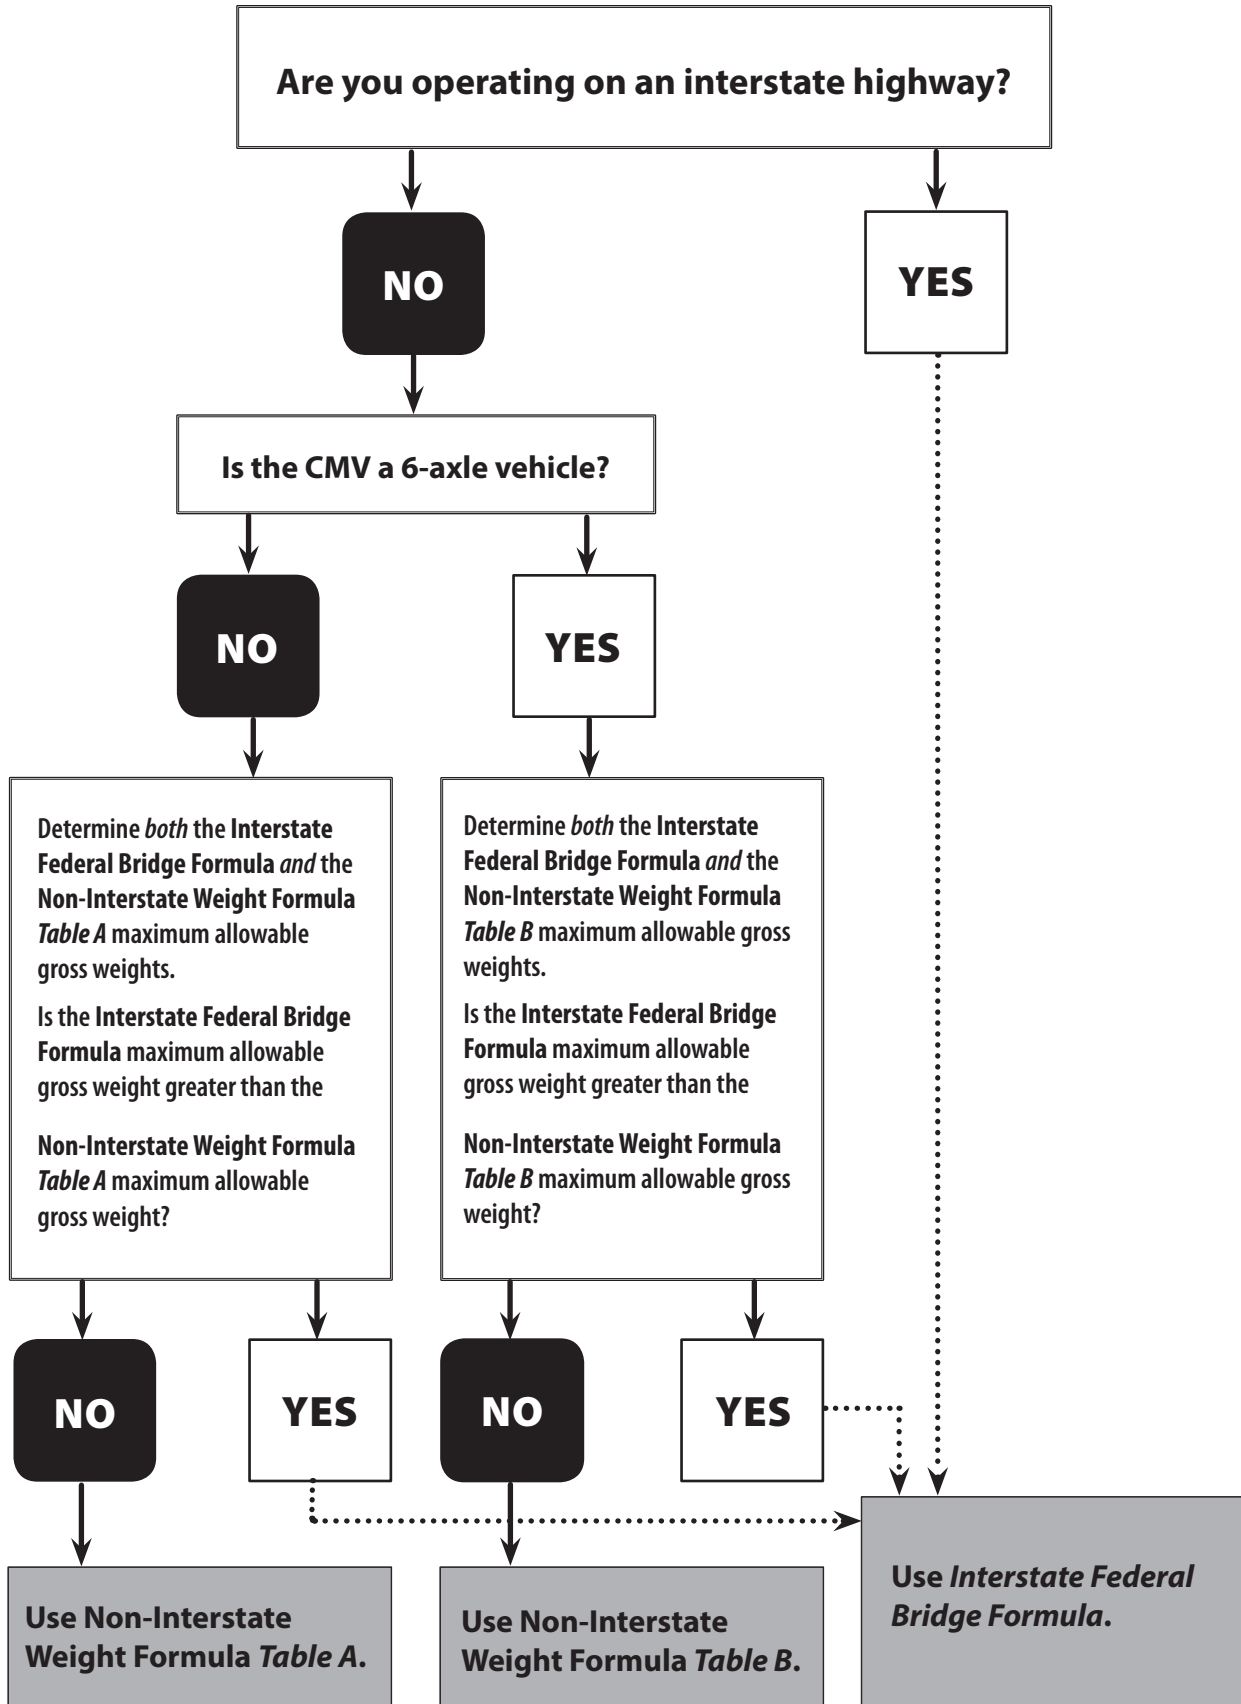 Are you operating on an interstate highway?
NO
YES
Is the CMV a 6-axle vehicle?
NO
YES
Determine both the Interstate
Federal Bridge Formula and the
Non-Interstate Weight Formula
Table A maximum allowable
gross weights.
Is the Interstate Federal Bridge
Formula maximum allowable
gross weight greater than the
Non-Interstate Weight Formula
Table A maximum allowable
gross weight?
Determine both the Interstate
Federal Bridge Formula and the
Non-Interstate Weight Formula
Table B maximum allowable gross
weights.
Is the Interstate Federal Bridge
Formula maximum allowable
gross weight greater than the
Non-Interstate Weight Formula
Table B maximum allowable gross
weight?
NO
YES
NO
YES
Use Non-Interstate
Weight Formula Table A.
Use Non-Interstate
Weight Formula Table B.
Use Interstate Federal
Bridge Formula.